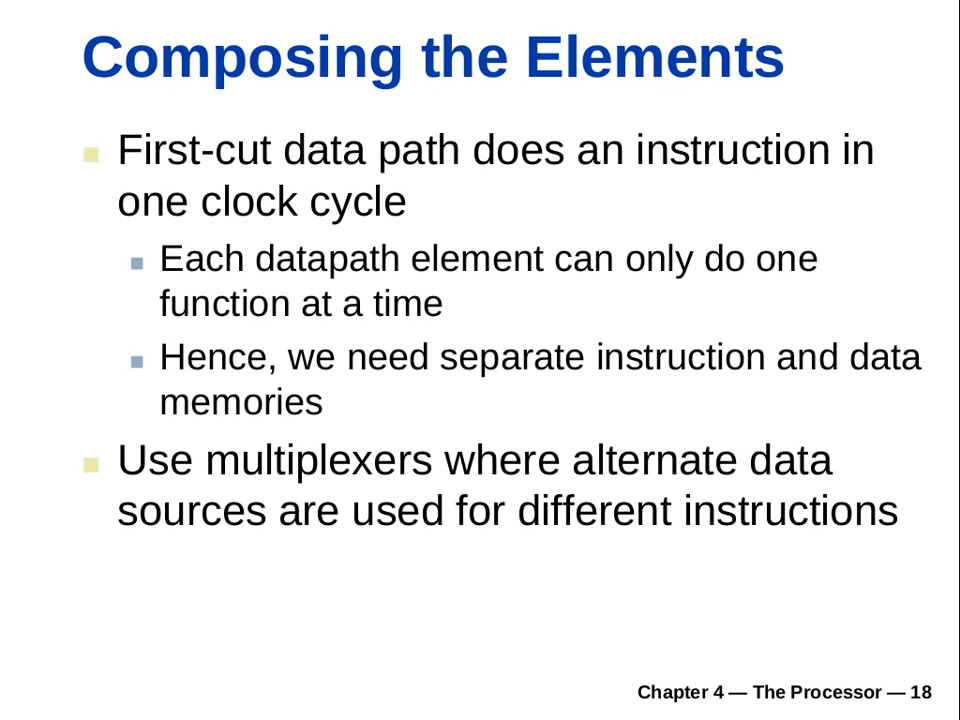 Composing the Elements
First-cut data path does an instruction in
one clock cycle
Each datapath element can only do one
function at a time
Hence, we need separate instruction and data
memories
Use multiplexers where alternate data
sources are used for different instructions
Chapter 4 — The Processor — 18